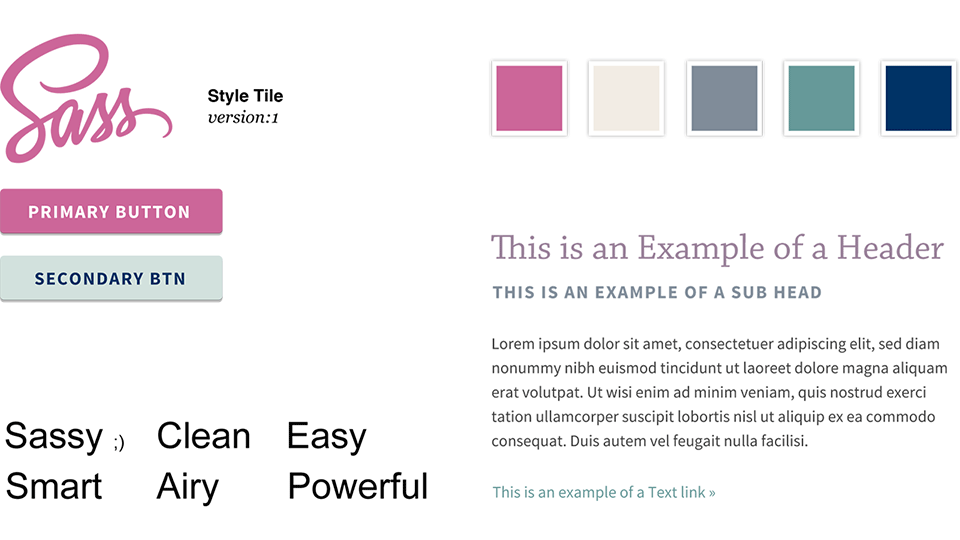 Sass
Style Tile
version:1
PRIMARY BUTTON
SECONDARY BTN
Sassy ;) Clean Easy
Smart Airy Powerful
This is an Example of a Header
THIS IS AN EXAMPLE OF A SUB HEAD
Lorem ipsum dolor sit amet, consectetuer adipiscing elit, sed diam
nonummy nibh euismod tincidunt ut laoreet dolore magna aliquam
erat volutpat. Ut wisi enim ad minim veniam, quis nostrud exerci
tation ullamcorper suscipit lobortis nisl ut aliquip ex ea commodo
consequat. Duis autem vel feugait nulla facilisi.
This is an example of a Text link »